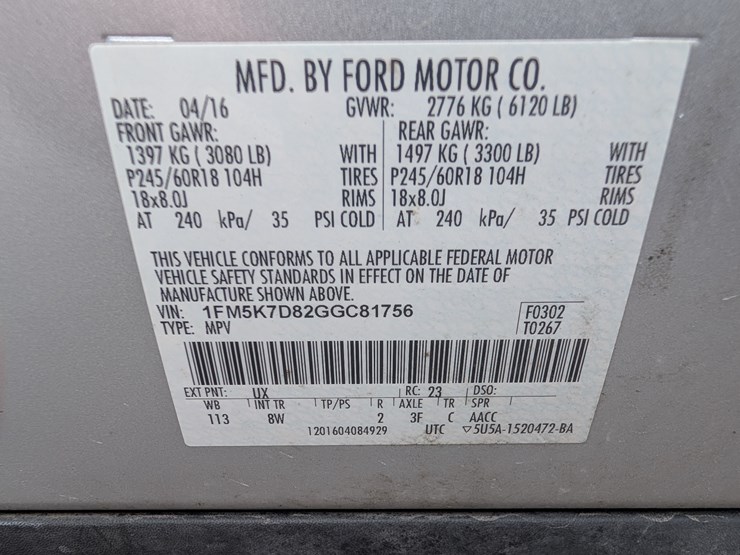 MFD. BY FORD MOTOR CO.
DATE: 04/16 GVWR: 2776 KG ( 6120 LB)
FRONT GAWR: REAR GAWR:
1397 KG ( 3080 LB) WITH 1497 KG ( 3300 LB) WITH
P245/60R18 104H TIRES P245/60R18 104H TIRES
18x8.0J RIMS 18x8.0J RIMS
AT 240 kPa/ 35 PSI COLD AT 240 kPa/ 35 PSI COLD
THIS VEHICLE CONFORMS TO ALL APPLICABLE FEDERAL MOTOR
VEHICLE SAFETY STANDARDS IN EFFECT ON THE DATE OF
MANUFACTURE SHOWN ABOVE.
VIN: 1FM5K7D82GGC81756 F0302
TYPE: MPV T0267
EXT PNT: UX RC: 23 DSO:
WB INT TR TP/PS R AXLE TR SPR
113 8W 2 3F C AACC
1201604084929 UTC ▽5U5A-1520472-BA